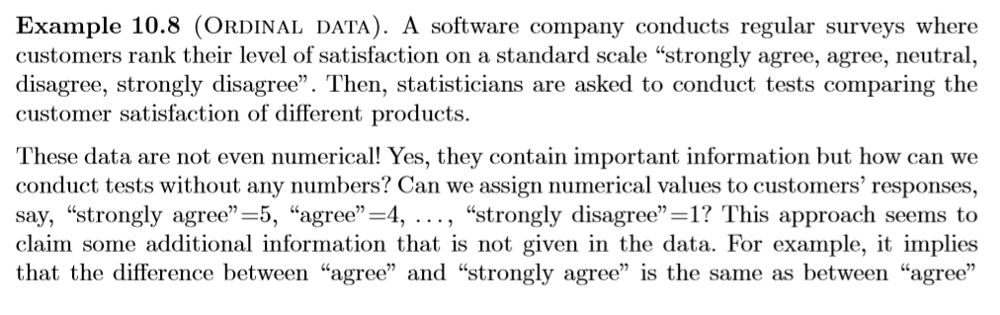 Example 10.8 (ORDINAL DATA). A software company conducts regular surveys where
customers rank their level of satisfaction on a standard scale “strongly agree, agree, neutral,
disagree, strongly disagree”. Then, statisticians are asked to conduct tests comparing the
customer satisfaction of different products.
These data are not even numerical! Yes, they contain important information but how can we
conduct tests without any numbers? Can we assign numerical values to customers’ responses,
say, “strongly agree”=5, “agree”=4, ..., “strongly disagree”=1? This approach seems to
claim some additional information that is not given in the data. For example, it implies
that the difference between “agree” and “strongly agree” is the same as between “agree”